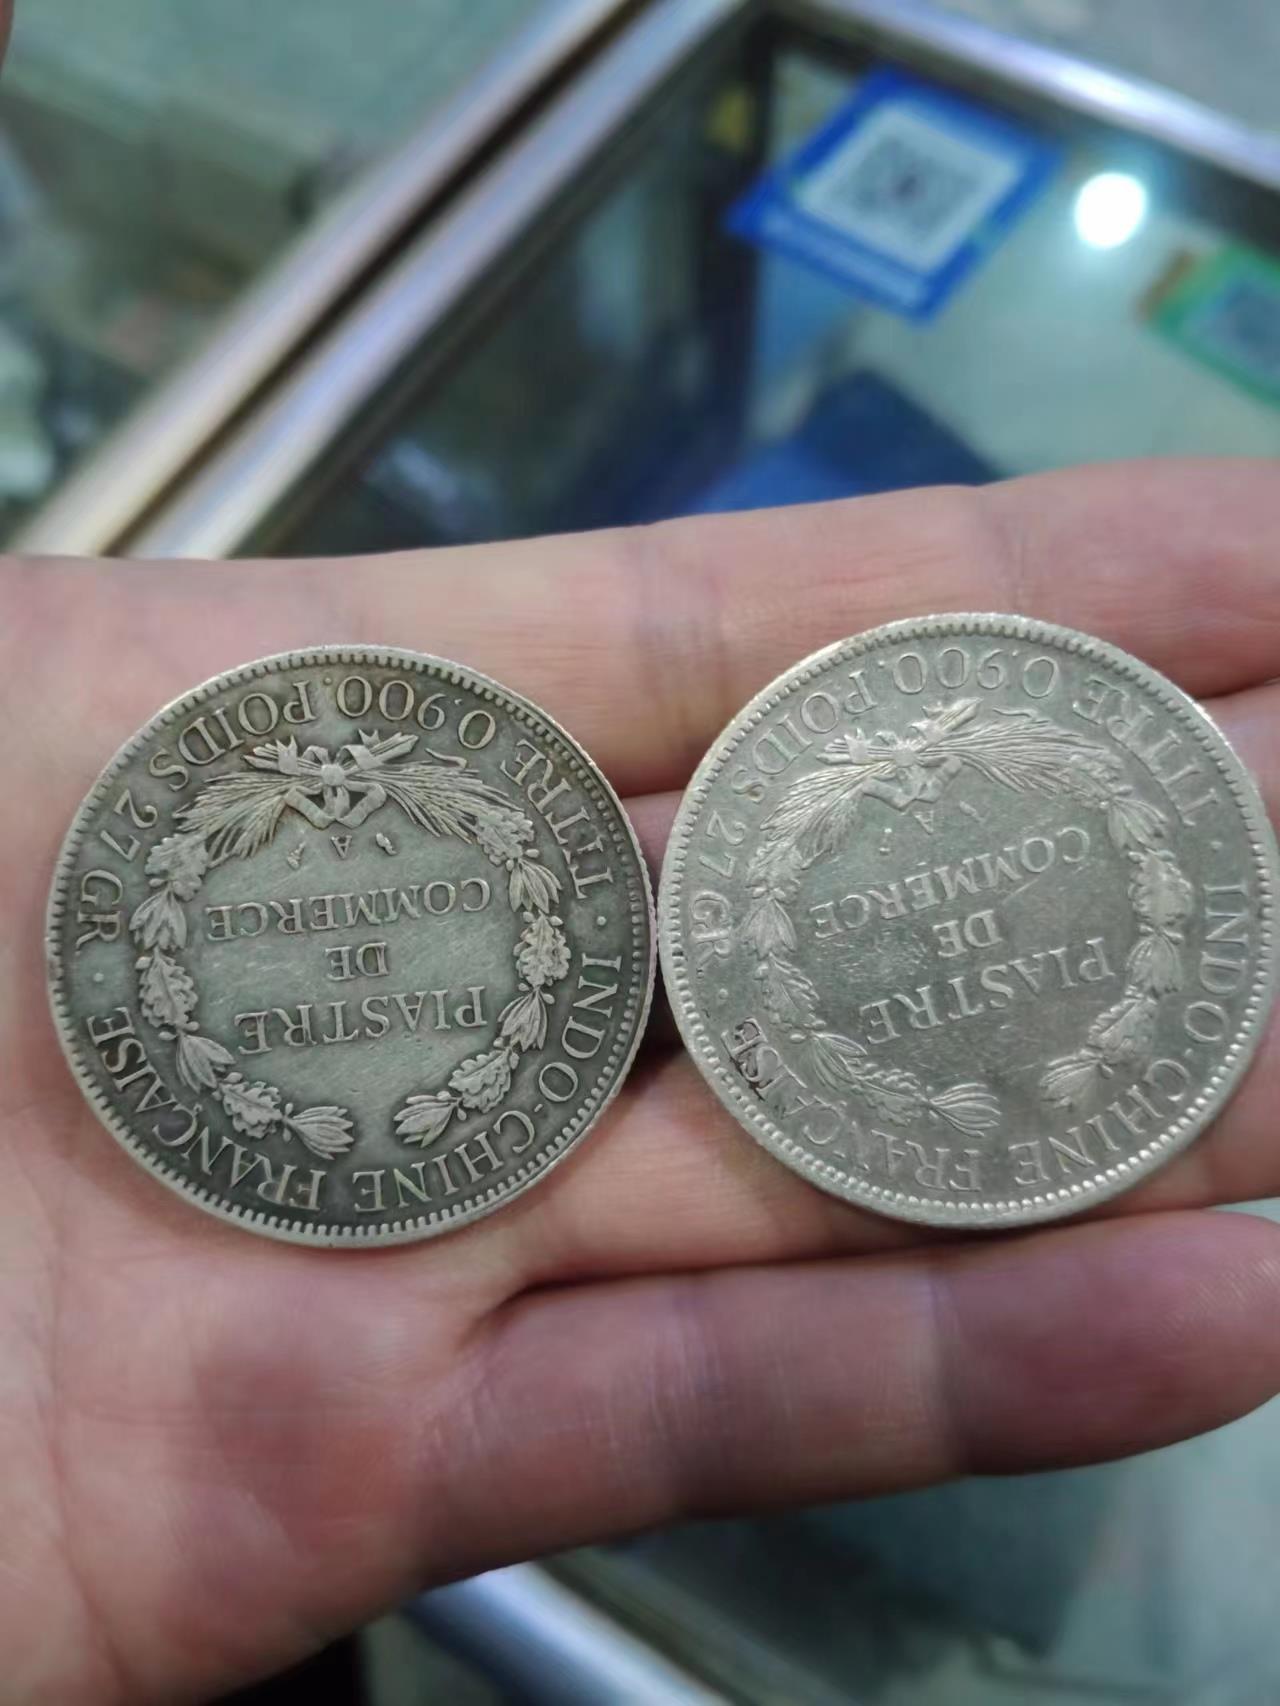 INDO-CHINE FRANÇAISE
PIASTRE
DE
COMMERCE
A
TITRE 0,900. POIDS 27 GR.
INDO-CHINE FRANÇAISE
PIASTRE
DE
COMMERCE
A
TITRE 0,900. POIDS 27 GR.